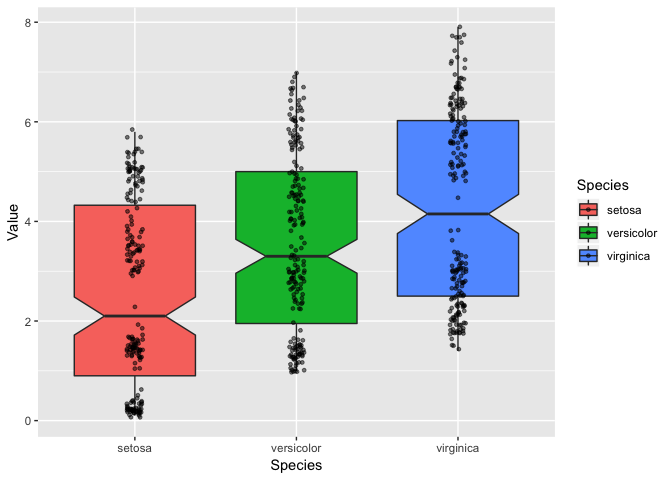 8
6
4
2
0
Value
setosa versicolor virginica
Species
Species
setosa
versicolor
virginica